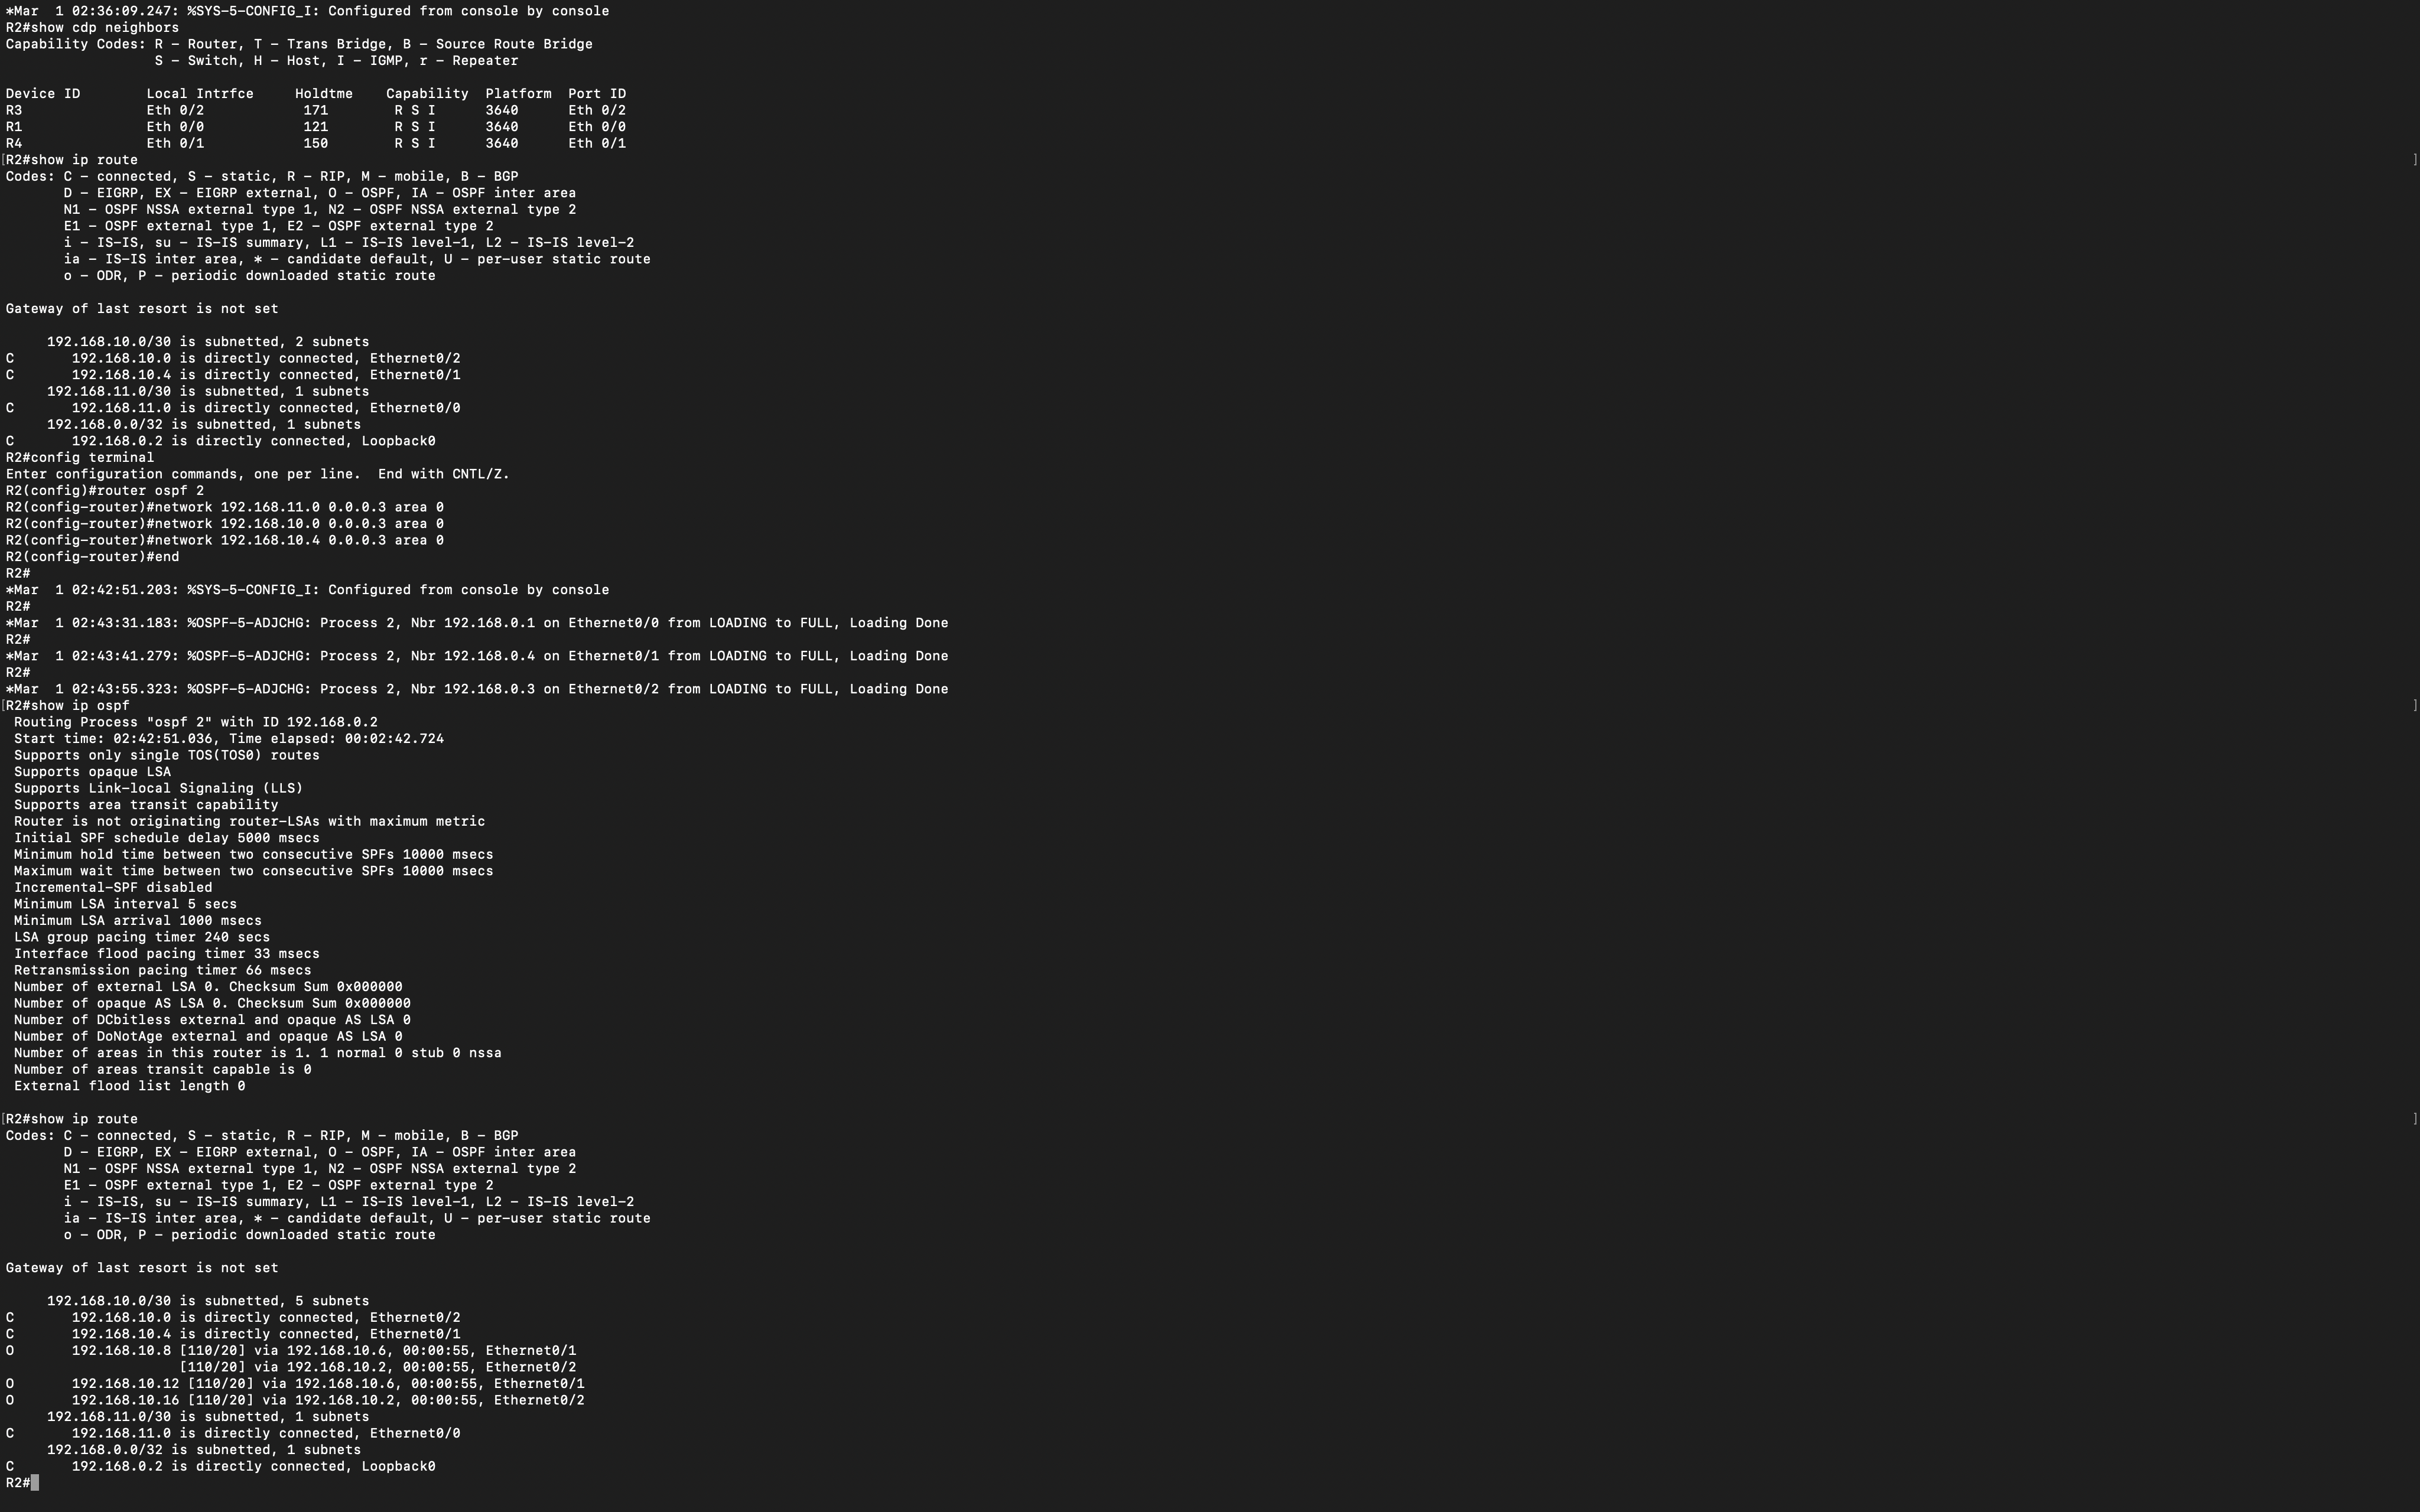 *Mar  1 02:36:09.247: %SYS-5-CONFIG_I: Configured from console by console
R2#show cdp neighbors
Capability Codes: R - Router, T - Trans Bridge, B - Source Route Bridge
                  S - Switch, H - Host, I - IGMP, r - Repeater

Device ID        Local Intrfce     Holdtme    Capability  Platform  Port ID
R3               Eth 0/2            171        R S I      3640      Eth 0/2
R1               Eth 0/0            121        R S I      3640      Eth 0/0
R4               Eth 0/1            150        R S I      3640      Eth 0/1
[R2#show ip route ]
Codes: C - connected, S - static, R - RIP, M - mobile, B - BGP
       D - EIGRP, EX - EIGRP external, O - OSPF, IA - OSPF inter area
       N1 - OSPF NSSA external type 1, N2 - OSPF NSSA external type 2
       E1 - OSPF external type 1, E2 - OSPF external type 2
       i - IS-IS, su - IS-IS summary, L1 - IS-IS level-1, L2 - IS-IS level-2
       ia - IS-IS inter area, * - candidate default, U - per-user static route
       o - ODR, P - periodic downloaded static route

Gateway of last resort is not set

     192.168.10.0/30 is subnetted, 2 subnets
C       192.168.10.0 is directly connected, Ethernet0/2
C       192.168.10.4 is directly connected, Ethernet0/1
     192.168.11.0/30 is subnetted, 1 subnets
C       192.168.11.0 is directly connected, Ethernet0/0
     192.168.0.0/32 is subnetted, 1 subnets
C       192.168.0.2 is directly connected, Loopback0
R2#config terminal
Enter configuration commands, one per line.  End with CNTL/Z.
R2(config)#router ospf 2
R2(config-router)#network 192.168.11.0 0.0.0.3 area 0
R2(config-router)#network 192.168.10.0 0.0.0.3 area 0
R2(config-router)#network 192.168.10.4 0.0.0.3 area 0
R2(config-router)#end
R2#
*Mar  1 02:42:51.203: %SYS-5-CONFIG_I: Configured from console by console
R2#
*Mar  1 02:43:31.183: %OSPF-5-ADJCHG: Process 2, Nbr 192.168.0.1 on Ethernet0/0 from LOADING to FULL, Loading Done
R2#
*Mar  1 02:43:41.279: %OSPF-5-ADJCHG: Process 2, Nbr 192.168.0.4 on Ethernet0/1 from LOADING to FULL, Loading Done
R2#
*Mar  1 02:43:55.323: %OSPF-5-ADJCHG: Process 2, Nbr 192.168.0.3 on Ethernet0/2 from LOADING to FULL, Loading Done
[R2#show ip ospf ]
 Routing Process "ospf 2" with ID 192.168.0.2
 Start time: 02:42:51.036, Time elapsed: 00:02:42.724
 Supports only single TOS(TOS0) routes
 Supports opaque LSA
 Supports Link-local Signaling (LLS)
 Supports area transit capability
 Router is not originating router-LSAs with maximum metric
 Initial SPF schedule delay 5000 msecs
 Minimum hold time between two consecutive SPFs 10000 msecs
 Maximum wait time between two consecutive SPFs 10000 msecs
 Incremental-SPF disabled
 Minimum LSA interval 5 secs
 Minimum LSA arrival 1000 msecs
 LSA group pacing timer 240 secs
 Interface flood pacing timer 33 msecs
 Retransmission pacing timer 66 msecs
 Number of external LSA 0. Checksum Sum 0x000000
 Number of opaque AS LSA 0. Checksum Sum 0x000000
 Number of DCbitless external and opaque AS LSA 0
 Number of DoNotAge external and opaque AS LSA 0
 Number of areas in this router is 1. 1 normal 0 stub 0 nssa
 Number of areas transit capable is 0
 External flood list length 0

[R2#show ip route ]
Codes: C - connected, S - static, R - RIP, M - mobile, B - BGP
       D - EIGRP, EX - EIGRP external, O - OSPF, IA - OSPF inter area
       N1 - OSPF NSSA external type 1, N2 - OSPF NSSA external type 2
       E1 - OSPF external type 1, E2 - OSPF external type 2
       i - IS-IS, su - IS-IS summary, L1 - IS-IS level-1, L2 - IS-IS level-2
       ia - IS-IS inter area, * - candidate default, U - per-user static route
       o - ODR, P - periodic downloaded static route

Gateway of last resort is not set

     192.168.10.0/30 is subnetted, 5 subnets
C       192.168.10.0 is directly connected, Ethernet0/2
C       192.168.10.4 is directly connected, Ethernet0/1
O       192.168.10.8 [110/20] via 192.168.10.6, 00:00:55, Ethernet0/1
                     [110/20] via 192.168.10.2, 00:00:55, Ethernet0/2
O       192.168.10.12 [110/20] via 192.168.10.6, 00:00:55, Ethernet0/1
O       192.168.10.16 [110/20] via 192.168.10.2, 00:00:55, Ethernet0/2
     192.168.11.0/30 is subnetted, 1 subnets
C       192.168.11.0 is directly connected, Ethernet0/0
     192.168.0.0/32 is subnetted, 1 subnets
C       192.168.0.2 is directly connected, Loopback0
R2#